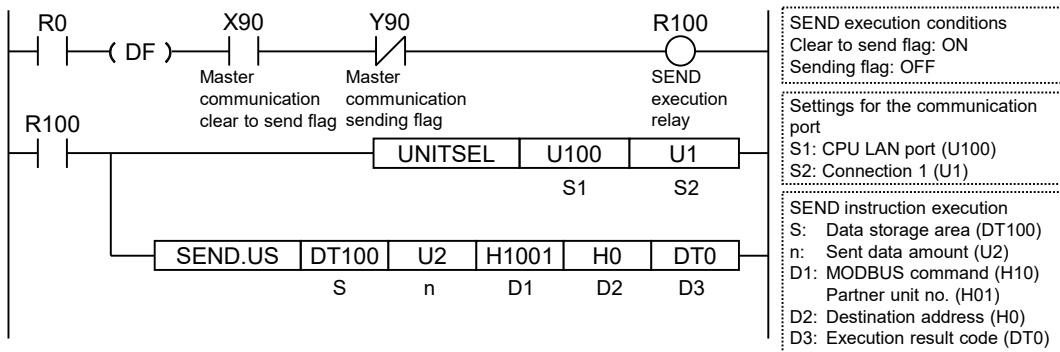 R0
( DF )
X90
Y90
R100
Master
communication
clear to send flag
Master
communication
sending flag
SEND
execution
relay
R100
UNITSEL U100 U1
S1 S2
SEND.US DT100 U2 H1001 H0 DT0
S n D1 D2 D3
SEND execution conditions
Clear to send flag: ON
Sending flag: OFF
Settings for the communication
port
S1: CPU LAN port (U100)
S2: Connection 1 (U1)
SEND instruction execution
S: Data storage area (DT100)
n: Sent data amount (U2)
D1: MODBUS command (H10)
Partner unit no. (H01)
D2: Destination address (H0)
D3: Execution result code (DT0)